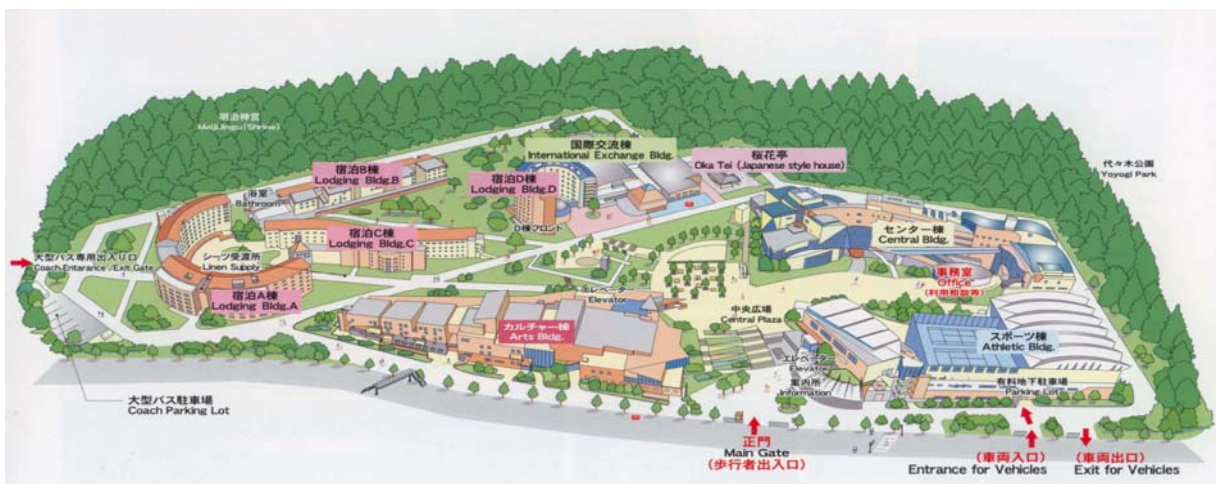 明治神宮
MeijiJingu(Shrine)
国際交流棟
International Exchange Bldg.
桜花亭
Oka Tei (Japanese style house)
代々木公園
Yoyogi Park
宿泊B棟
Lodging Bldg.B
宿泊D棟
Lodging Bldg.D
浴室
Bathroom
D棟フロント
宿泊C棟
Lodging Bldg.C
センター棟
Central Bldg.
大型バス専用出入り口
Coach Entarance /Exit Gate
シーツ受渡所
Linen Supply
事務室
Office
(利用相談等)
宿泊A棟
Lodging Bldg.A
エレベーター
Elevator
中央広場
Central Plaza
カルチャー棟
Arts Bldg.
スポーツ棟
Athletic Bldg.
エレベーター
Elevator
案内所
Information
有料地下駐車場
Parking Lot
大型バス駐車場
Coach Parking Lot
正門
Main Gate
(歩行者出入口)
(車両入口)
Entrance for Vehicles
(車両出口)
Exit for Vehicles